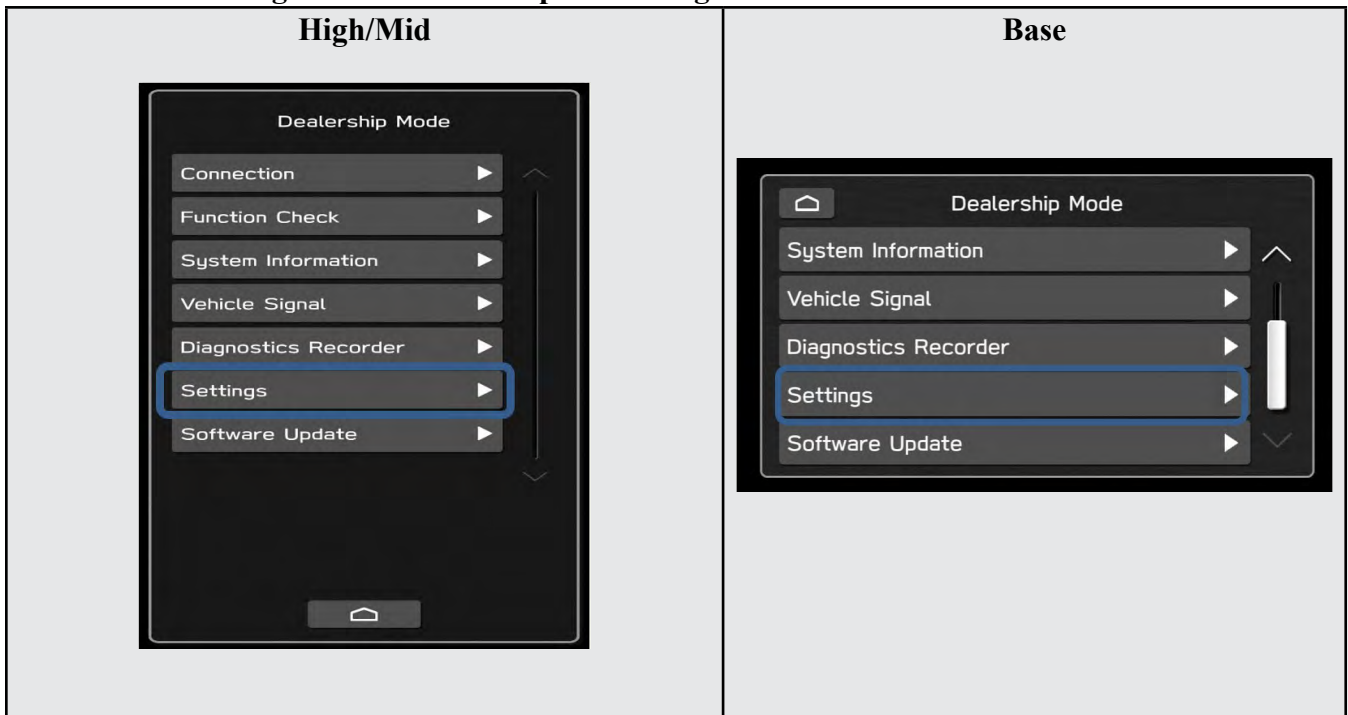 High/Mid
Base
Dealership Mode
Connection
Function Check
System Information
Vehicle Signal
Diagnostics Recorder
Settings
Software Update
Dealership Mode
System Information
Vehicle Signal
Diagnostics Recorder
Settings
Software Update